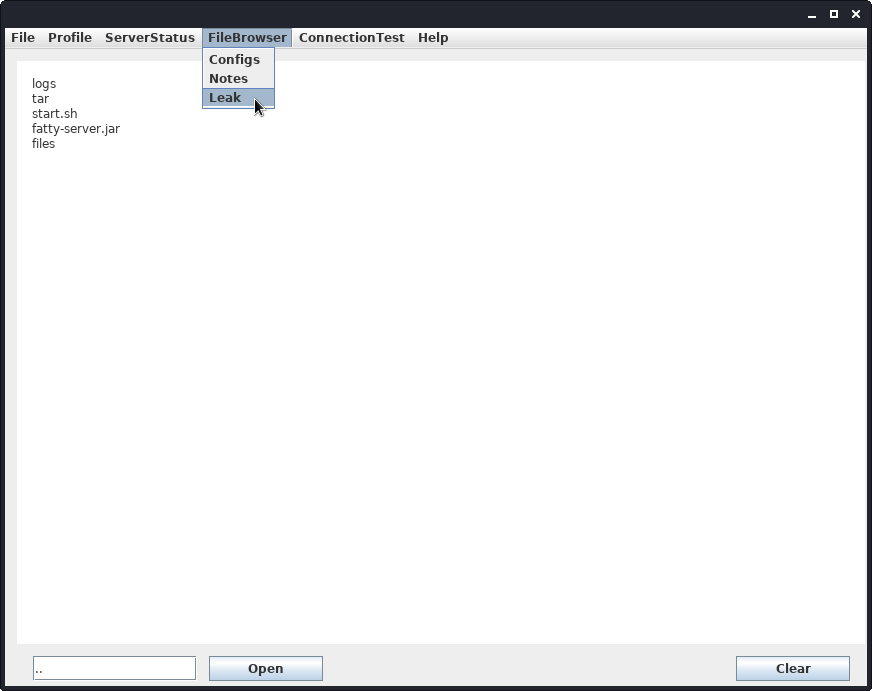 File Profile ServerStatus FileBrowser ConnectionTest Help
Configs
Notes
Leak
logs
tar
start.sh
fatty-server.jar
files
.. Open Clear